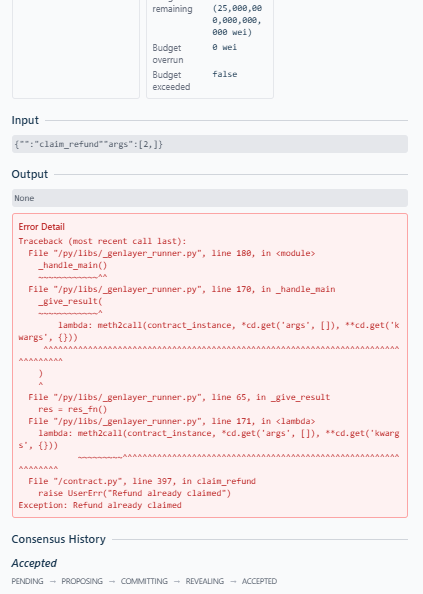 remaining
(25,000,00
0,000,000,
000 wei)
Budget
overrun
0 wei
Budget
exceeded
false
Input
{"":"claim_refund""args":[2,]}
Output
None
Error Detail
Traceback (most recent call last):
  File "/py/libs/_genlayer_runner.py", line 180, in <module>
    _handle_main()
    ~~~~~~~~~~~~^^
  File "/py/libs/_genlayer_runner.py", line 170, in _handle_main
    _give_result(
    ~~~~~~~~~~~~^
        lambda: meth2call(contract_instance, *cd.get('args', []), **cd.get('k
wargs', {}))
        ^^^^^^^^^^^^^^^^^^^^^^^^^^^^^^^^^^^^^^^^^^^^^^^^^^^^^^^^^^^^^^^^^^^^^
^^^^^^^^^
    )
    ^
  File "/py/libs/_genlayer_runner.py", line 65, in _give_result
    res = res_fn()
  File "/py/libs/_genlayer_runner.py", line 171, in <lambda>
    lambda: meth2call(contract_instance, *cd.get('args', []), **cd.get('kwarg
s', {}))
            ~~~~~~~~~^^^^^^^^^^^^^^^^^^^^^^^^^^^^^^^^^^^^^^^^^^^^^^^^^^^^^^^^
^^^^^^^^
  File "/contract.py", line 397, in claim_refund
    raise UserErr("Refund already claimed")
Exception: Refund already claimed
Consensus History
Accepted
PENDING → PROPOSING → COMMITTING → REVEALING → ACCEPTED